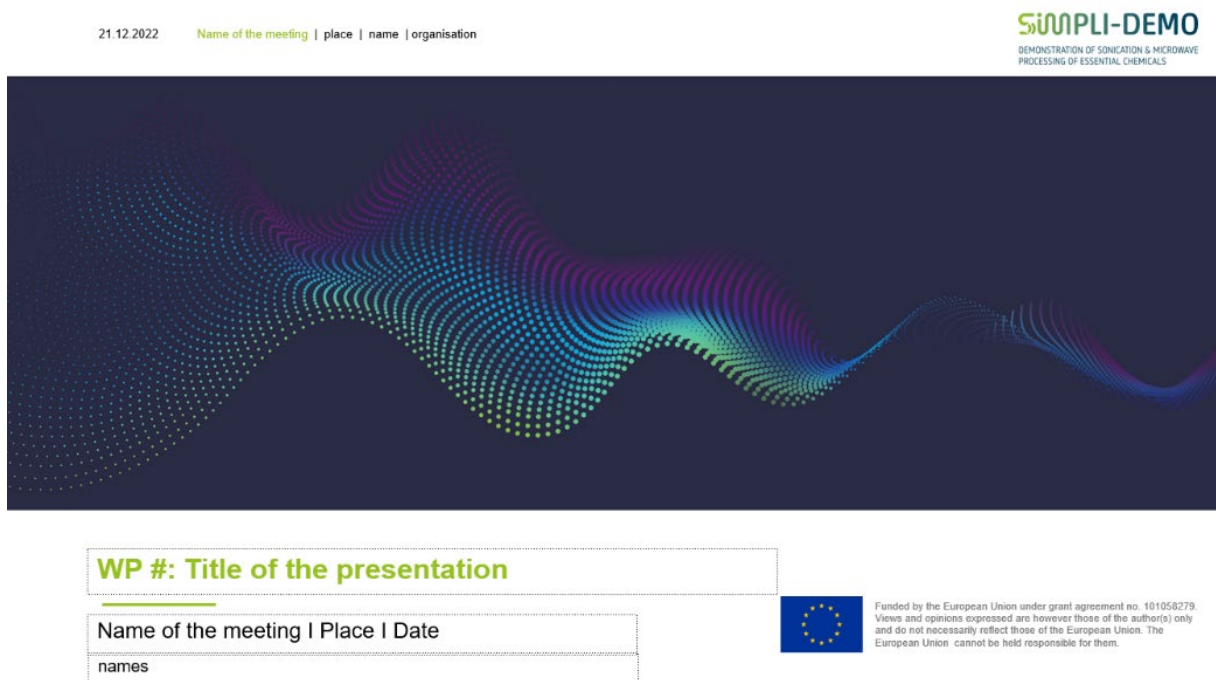 21.12.2022 Name of the meeting | place | name | organisation
SiMPLI-DEMO
DEMONSTRATION OF SONICATION & MICROWAVE
PROCESSING OF ESSENTIAL CHEMICALS
WP #: Title of the presentation
Name of the meeting I Place I Date
names
Funded by the European Union under grant agreement no. 101058279.
Views and opinions expressed are however those of the author(s) only
and do not necessarily reflect those of the European Union. The
European Union cannot be held responsible for them.